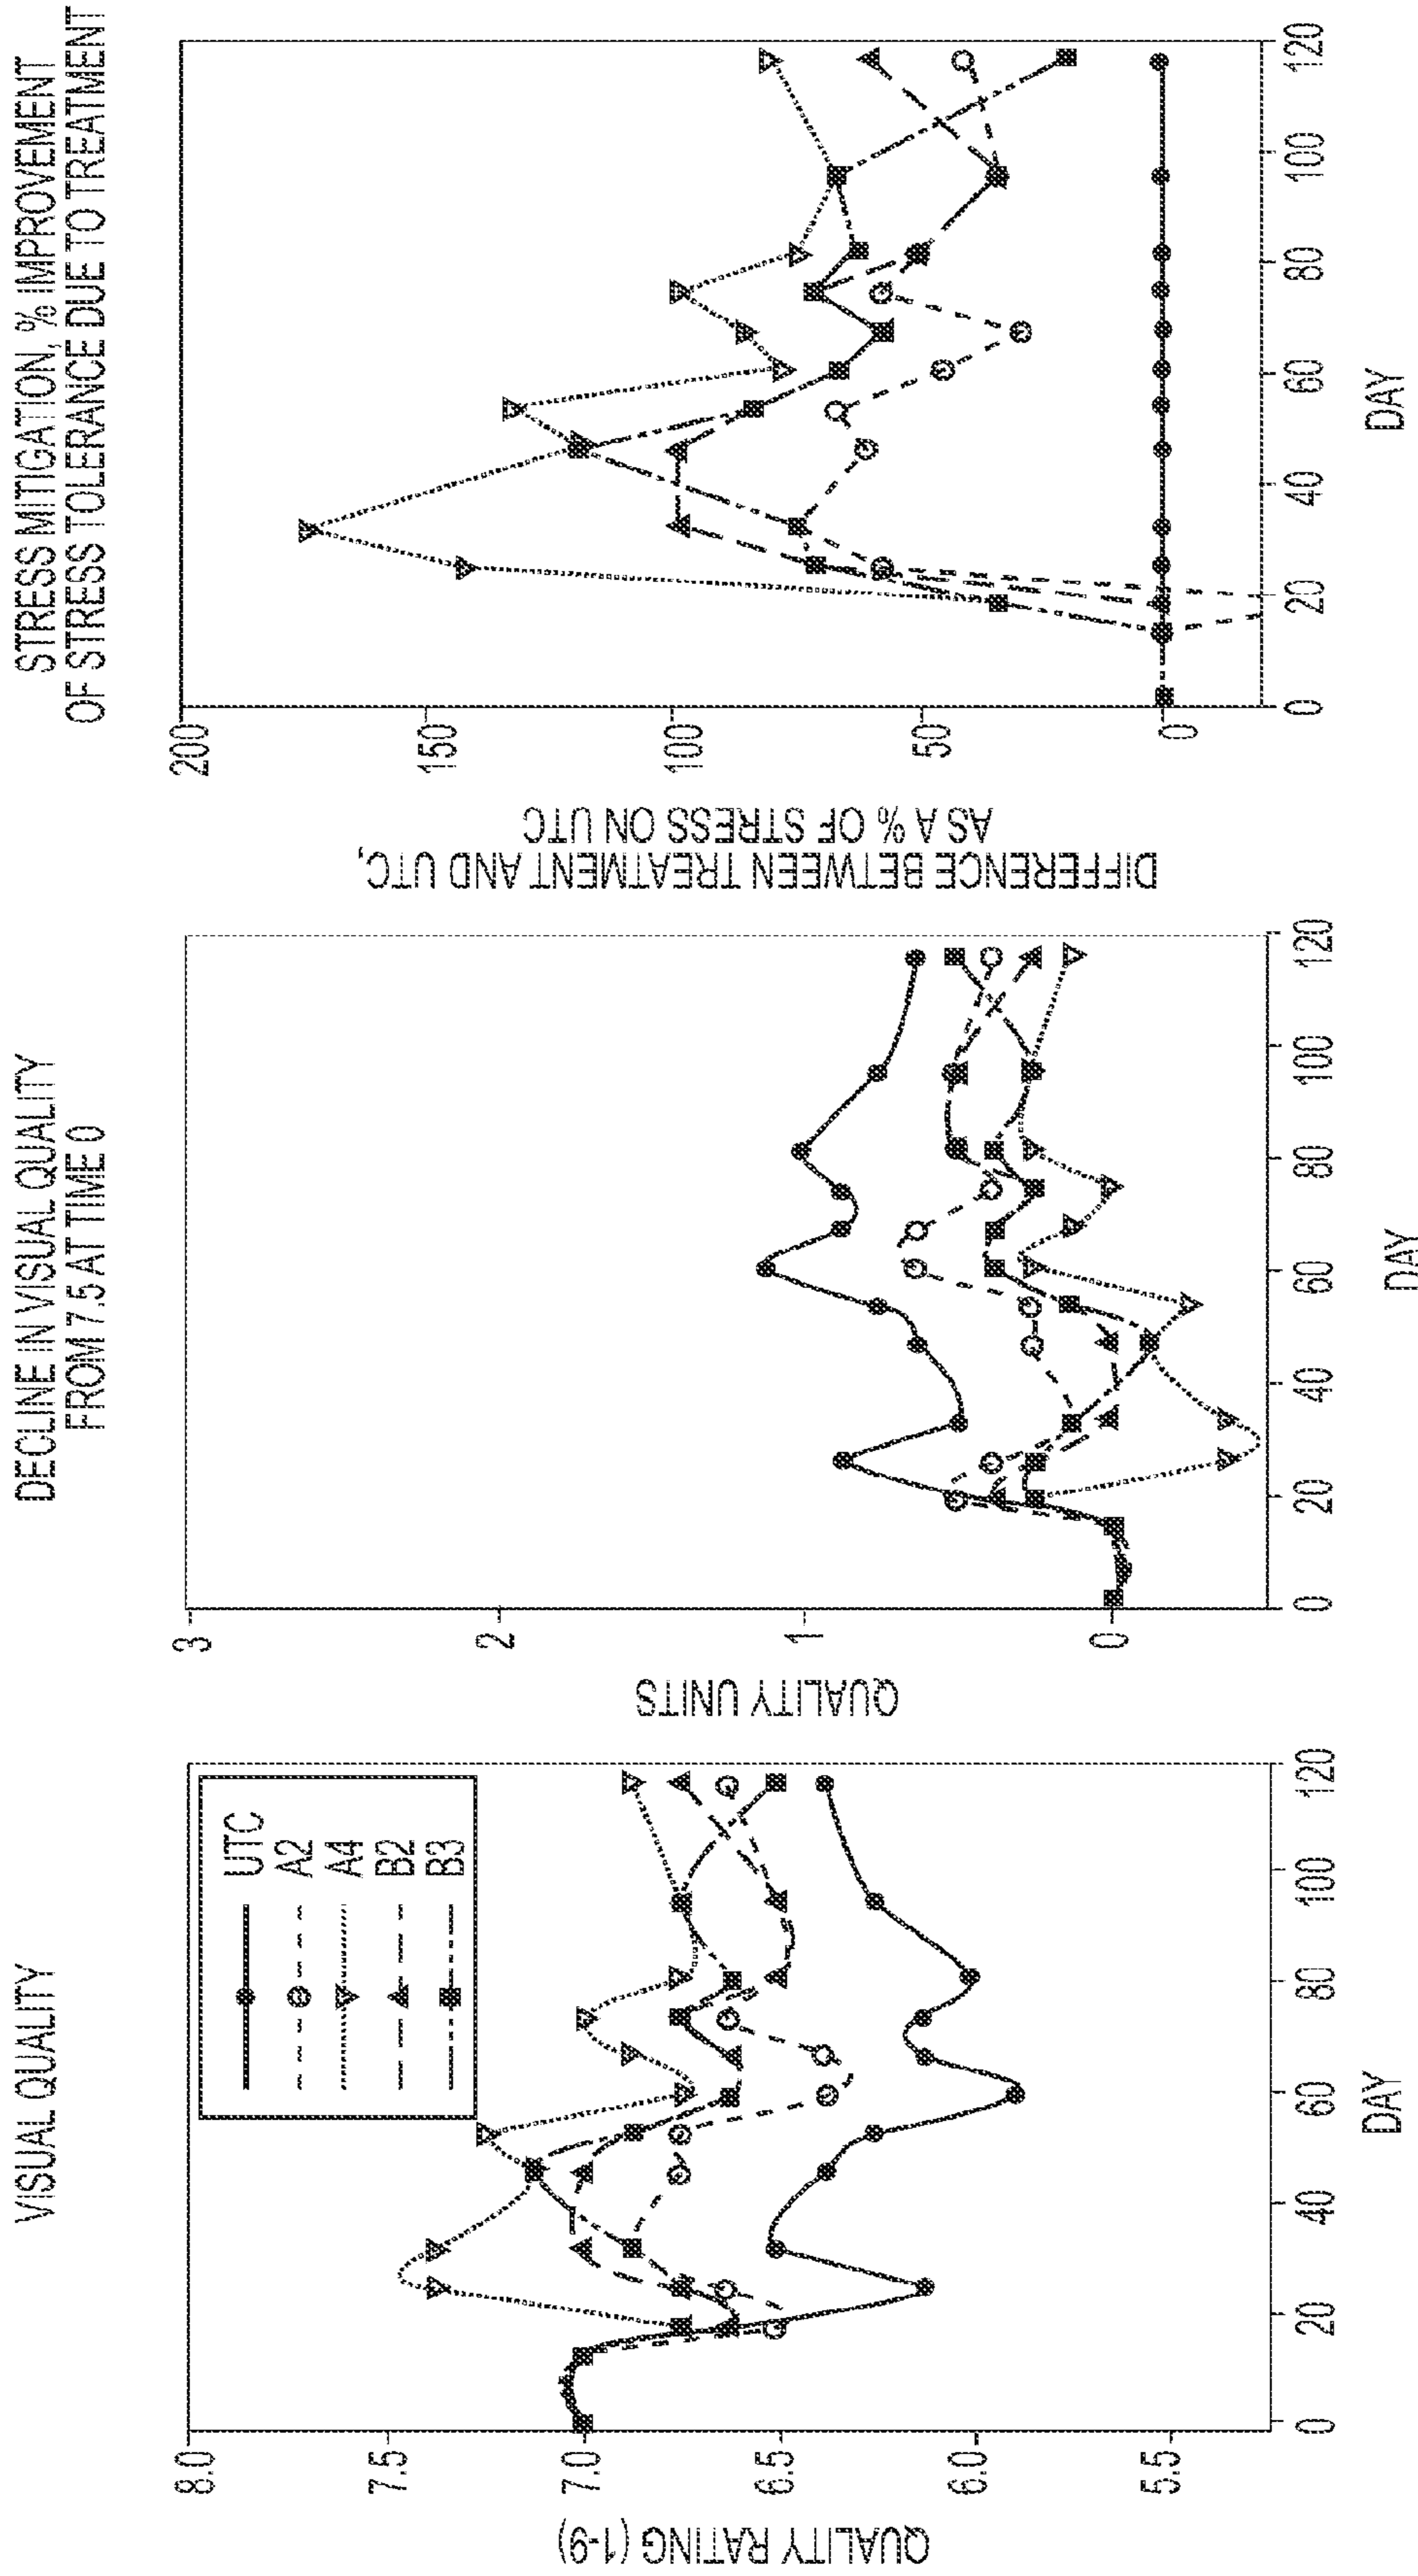 VISUAL QUALITY
QUALITY RATING (1-9)
8.0
7.5
7.0
6.5
6.0
5.5
0
20
40
60
80
100
120
DAY
UTC
A2
A4
B2
B3
DECLINE IN VISUAL QUALITY
FROM 7.5 AT TIME 0
QUALITY UNITS
3
2
1
0
0
20
40
60
80
100
120
DAY
STRESS MITIGATION, % IMPROVEMENT
OF STRESS TOLERANCE DUE TO TREATMENT
DIFFERENCE BETWEEN TREATMENT AND UTC,
AS A % OF STRESS ON UTC
200
150
100
50
0
0
20
40
60
80
100
120
DAY